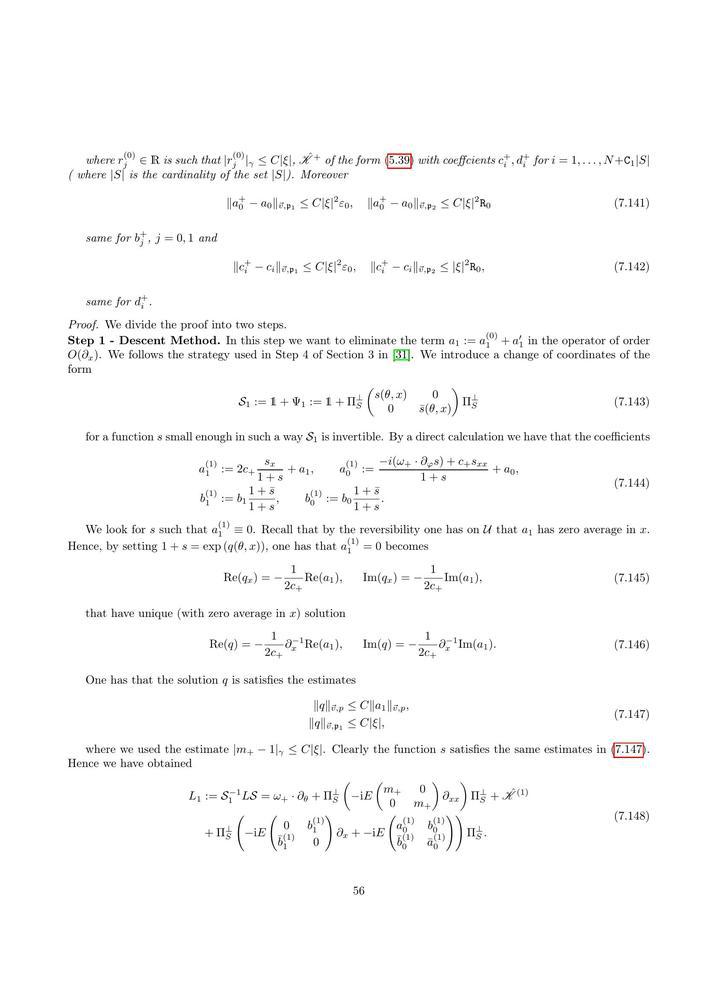 where $r_j^{(0)} \in \mathbb{R}$ is such that $|r_j^{(0)}|_\gamma \leq C|\xi|$, $\hat{\mathscr{K}}^+$ of the form (5.39) with coeffcients $c_i^+, d_i^+$ for $i = 1, \ldots, N+\mathtt{C}_1|S|$
( where $|S|$ is the cardinality of the set $|S|$). Moreover
$\|a_0^+ - a_0\|_{\vec{v},\mathfrak{p}_1} \leq C|\xi|^2\varepsilon_0, \quad \|a_0^+ - a_0\|_{\vec{v},\mathfrak{p}_2} \leq C|\xi|^2\mathtt{R}_0$ (7.141)
same for $b_j^+$, $j = 0, 1$ and
$\|c_i^+ - c_i\|_{\vec{v},\mathfrak{p}_1} \leq C|\xi|^2\varepsilon_0, \quad \|c_i^+ - c_i\|_{\vec{v},\mathfrak{p}_2} \leq |\xi|^2\mathtt{R}_0,$ (7.142)
same for $d_i^+$.
Proof. We divide the proof into two steps.
Step 1 - Descent Method. In this step we want to eliminate the term $a_1 := a_1^{(0)} + a_1'$ in the operator of order
$O(\partial_x)$. We follows the strategy used in Step 4 of Section 3 in [31]. We introduce a change of coordinates of the
form
$\mathcal{S}_1 := \mathbb{1} + \Psi_1 := \mathbb{1} + \Pi_S^\perp \begin{pmatrix} s(\theta, x) & 0 \\ 0 & \bar{s}(\theta, x) \end{pmatrix} \Pi_S^\perp$ (7.143)
for a function $s$ small enough in such a way $\mathcal{S}_1$ is invertible. By a direct calculation we have that the coefficients
$a_1^{(1)} := 2c_+ \frac{s_x}{1+s} + a_1, \quad a_0^{(1)} := \frac{-i(\omega_+ \cdot \partial_\varphi s) + c_+ s_{xx}}{1+s} + a_0,$
$b_1^{(1)} := b_1 \frac{1+\bar{s}}{1+s}, \quad b_0^{(1)} := b_0 \frac{1+\bar{s}}{1+s}.$ (7.144)
We look for $s$ such that $a_1^{(1)} \equiv 0$. Recall that by the reversibility one has on $\mathcal{U}$ that $a_1$ has zero average in $x$.
Hence, by setting $1 + s = \exp(q(\theta, x))$, one has that $a_1^{(1)} = 0$ becomes
$\mathrm{Re}(q_x) = -\frac{1}{2c_+}\mathrm{Re}(a_1), \quad \mathrm{Im}(q_x) = -\frac{1}{2c_+}\mathrm{Im}(a_1),$ (7.145)
that have unique (with zero average in $x$) solution
$\mathrm{Re}(q) = -\frac{1}{2c_+}\partial_x^{-1}\mathrm{Re}(a_1), \quad \mathrm{Im}(q) = -\frac{1}{2c_+}\partial_x^{-1}\mathrm{Im}(a_1).$ (7.146)
One has that the solution $q$ is satisfies the estimates
$\|q\|_{\vec{v},p} \leq C\|a_1\|_{\vec{v},p},$
$\|q\|_{\vec{v},\mathfrak{p}_1} \leq C|\xi|,$ (7.147)
where we used the estimate $|m_+ - 1|_\gamma \leq C|\xi|$. Clearly the function $s$ satisfies the same estimates in (7.147).
Hence we have obtained
$L_1 := \mathcal{S}_1^{-1} L\mathcal{S} = \omega_+ \cdot \partial_\theta + \Pi_S^\perp \left( -\mathrm{i}E \begin{pmatrix} m_+ & 0 \\ 0 & m_+ \end{pmatrix} \partial_{xx} \right) \Pi_S^\perp + \hat{\mathscr{K}}^{(1)}$
$+ \Pi_S^\perp \left( -\mathrm{i}E \begin{pmatrix} 0 & b_1^{(1)} \\ \bar{b}_1^{(1)} & 0 \end{pmatrix} \partial_x + -\mathrm{i}E \begin{pmatrix} a_0^{(1)} & b_0^{(1)} \\ \bar{b}_0^{(1)} & \bar{a}_0^{(1)} \end{pmatrix} \right) \Pi_S^\perp.$ (7.148)
56